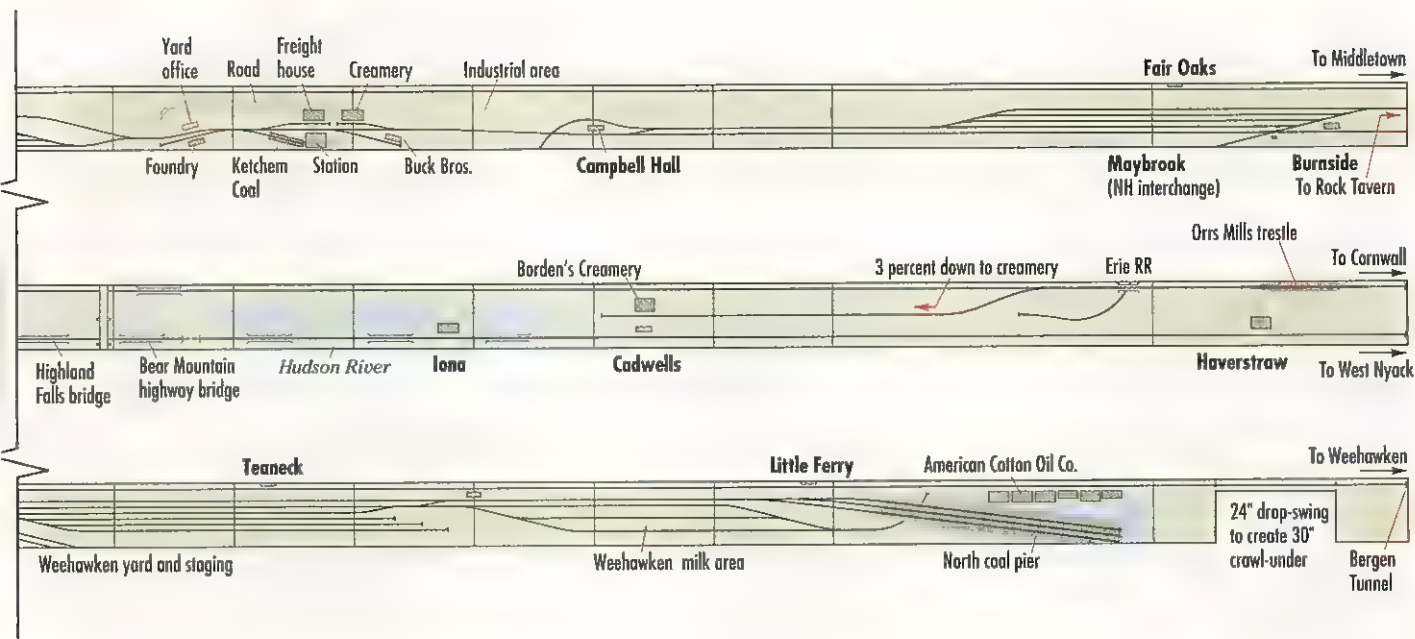 Yard
office
Road
Freight
house
Creamery
Industrial area
Fair Oaks
To Middletown
Foundry
Ketchem
Coal
Station
Buck Bros.
Campbell Hall
Maybrook
(NH interchange)
Burnside
To Rock Tavern
Orrs Mills trestle
Borden's Creamery
3 percent down to creamery
Erie RR
To Cornwall
Highland
Falls bridge
Bear Mountain
highway bridge
Hudson River
Iona
Cadwells
Haverstraw
To West Nyack
Teaneck
Little Ferry
American Cotton Oil Co.
To Weehawken
24" drop-swing
to create 30"
crawl-under
Weehawken yard and staging
Weehawken milk area
North coal pier
Bergen
Tunnel